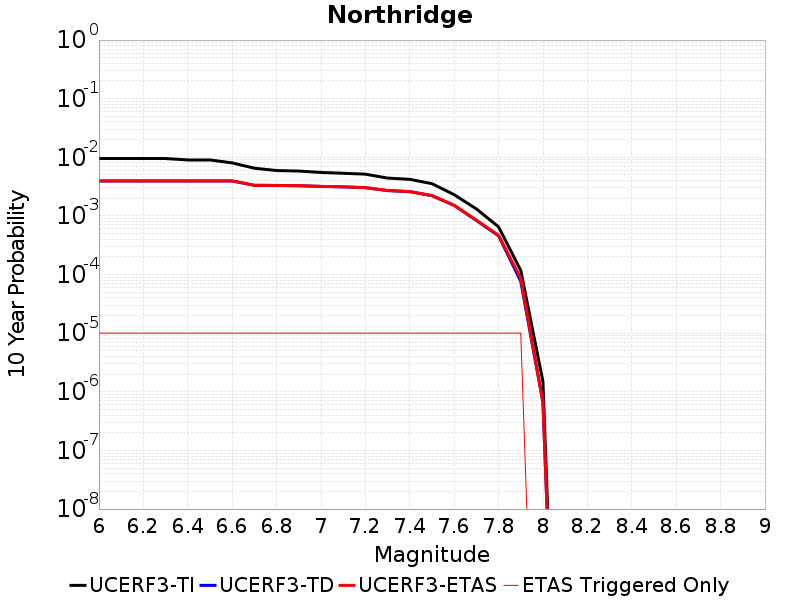 Northridge
10^0
10^-1
10^-2
10^-3
10^-4
10^-5
10^-6
10^-7
10^-8
10 Year Probability
6 6.2 6.4 6.6 6.8 7 7.2 7.4 7.6 7.8 8 8.2 8.4 8.6 8.8 9
Magnitude
UCERF3-TI UCERF3-TD UCERF3-ETAS ETAS Triggered Only